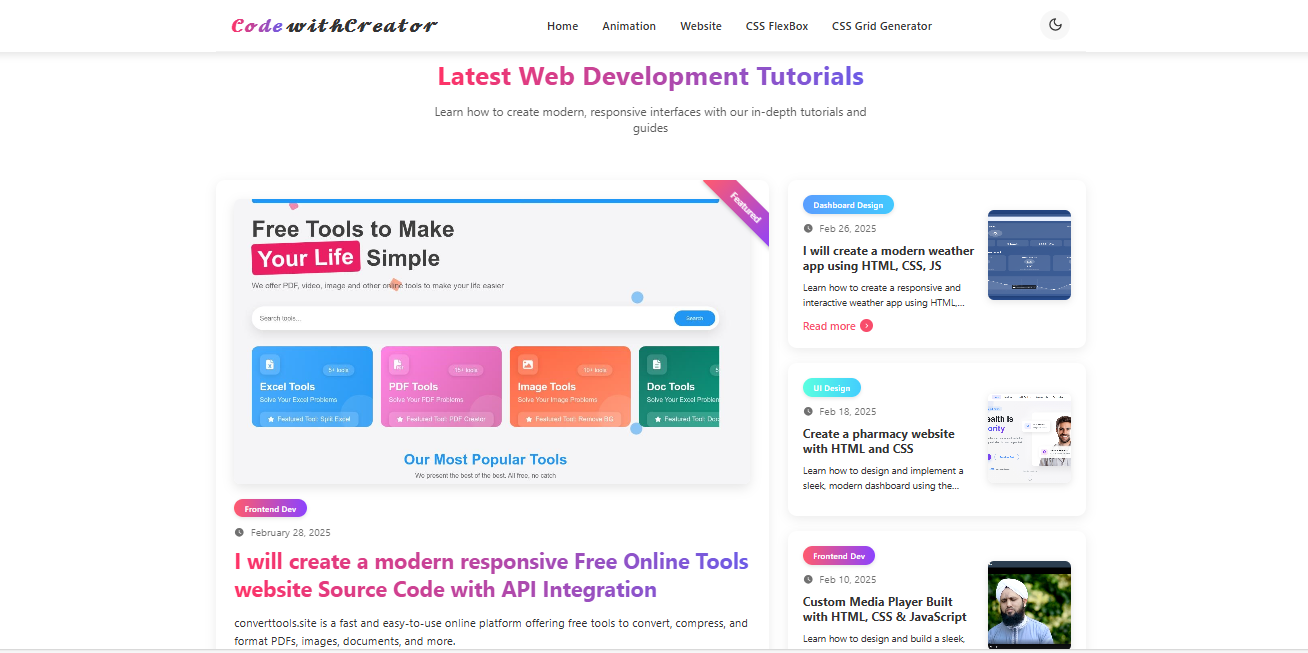 CodewithCreator
Home
Animation
Website
CSS FlexBox
CSS Grid Generator
Latest Web Development Tutorials
Learn how to create modern, responsive interfaces with our in-depth tutorials and
guides
Featured
Free Tools to Make
Your Life Simple
We offer PDF, video, image and other online tools to make your life easier
Search tools...
Search
5+ tools
Excel Tools
Solve Your Excel Problems
Featured Tool: Split Excel
15+ tools
PDF Tools
Solve Your PDF Problems
Featured Tool: PDF Creator
10+ tools
Image Tools
Solve Your Image Problems
Featured Tool: Remove BG
Doc Tools
Solve Your Excel Problem
Featured Tool: Doc
Our Most Popular Tools
We present the best of the best. All free, no catch
Frontend Dev
February 28, 2025
I will create a modern responsive Free Online Tools
website Source Code with API Integration
converttools.site is a fast and easy-to-use online platform offering free tools to convert, compress, and
format PDFs, images, documents, and more.
Dashboard Design
Feb 26, 2025
I will create a modern weather
app using HTML, CSS, JS
Learn how to create a responsive and
interactive weather app using HTML,...
Read more
UI Design
Feb 18, 2025
Create a pharmacy website
with HTML and CSS
Learn how to design and implement a
sleek, modern dashboard using the...
Frontend Dev
Feb 10, 2025
Custom Media Player Built
with HTML, CSS & JavaScript
Learn how to design and build a sleek,